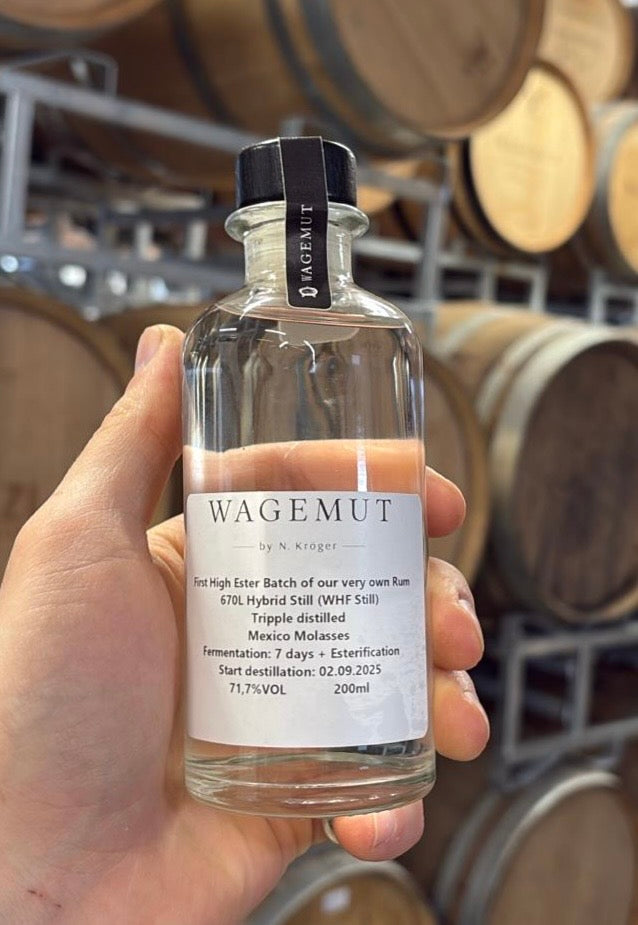 WAGEMUT
WAGEMUT
by N. Kröger
First High Ester Batch of our very own Rum
670L Hybrid Still (WHF Still)
Tripple distilled
Mexico Molasses
Fermentation: 7 days + Esterification
Start destillation: 02.09.2025
71,7%VOL 200ml